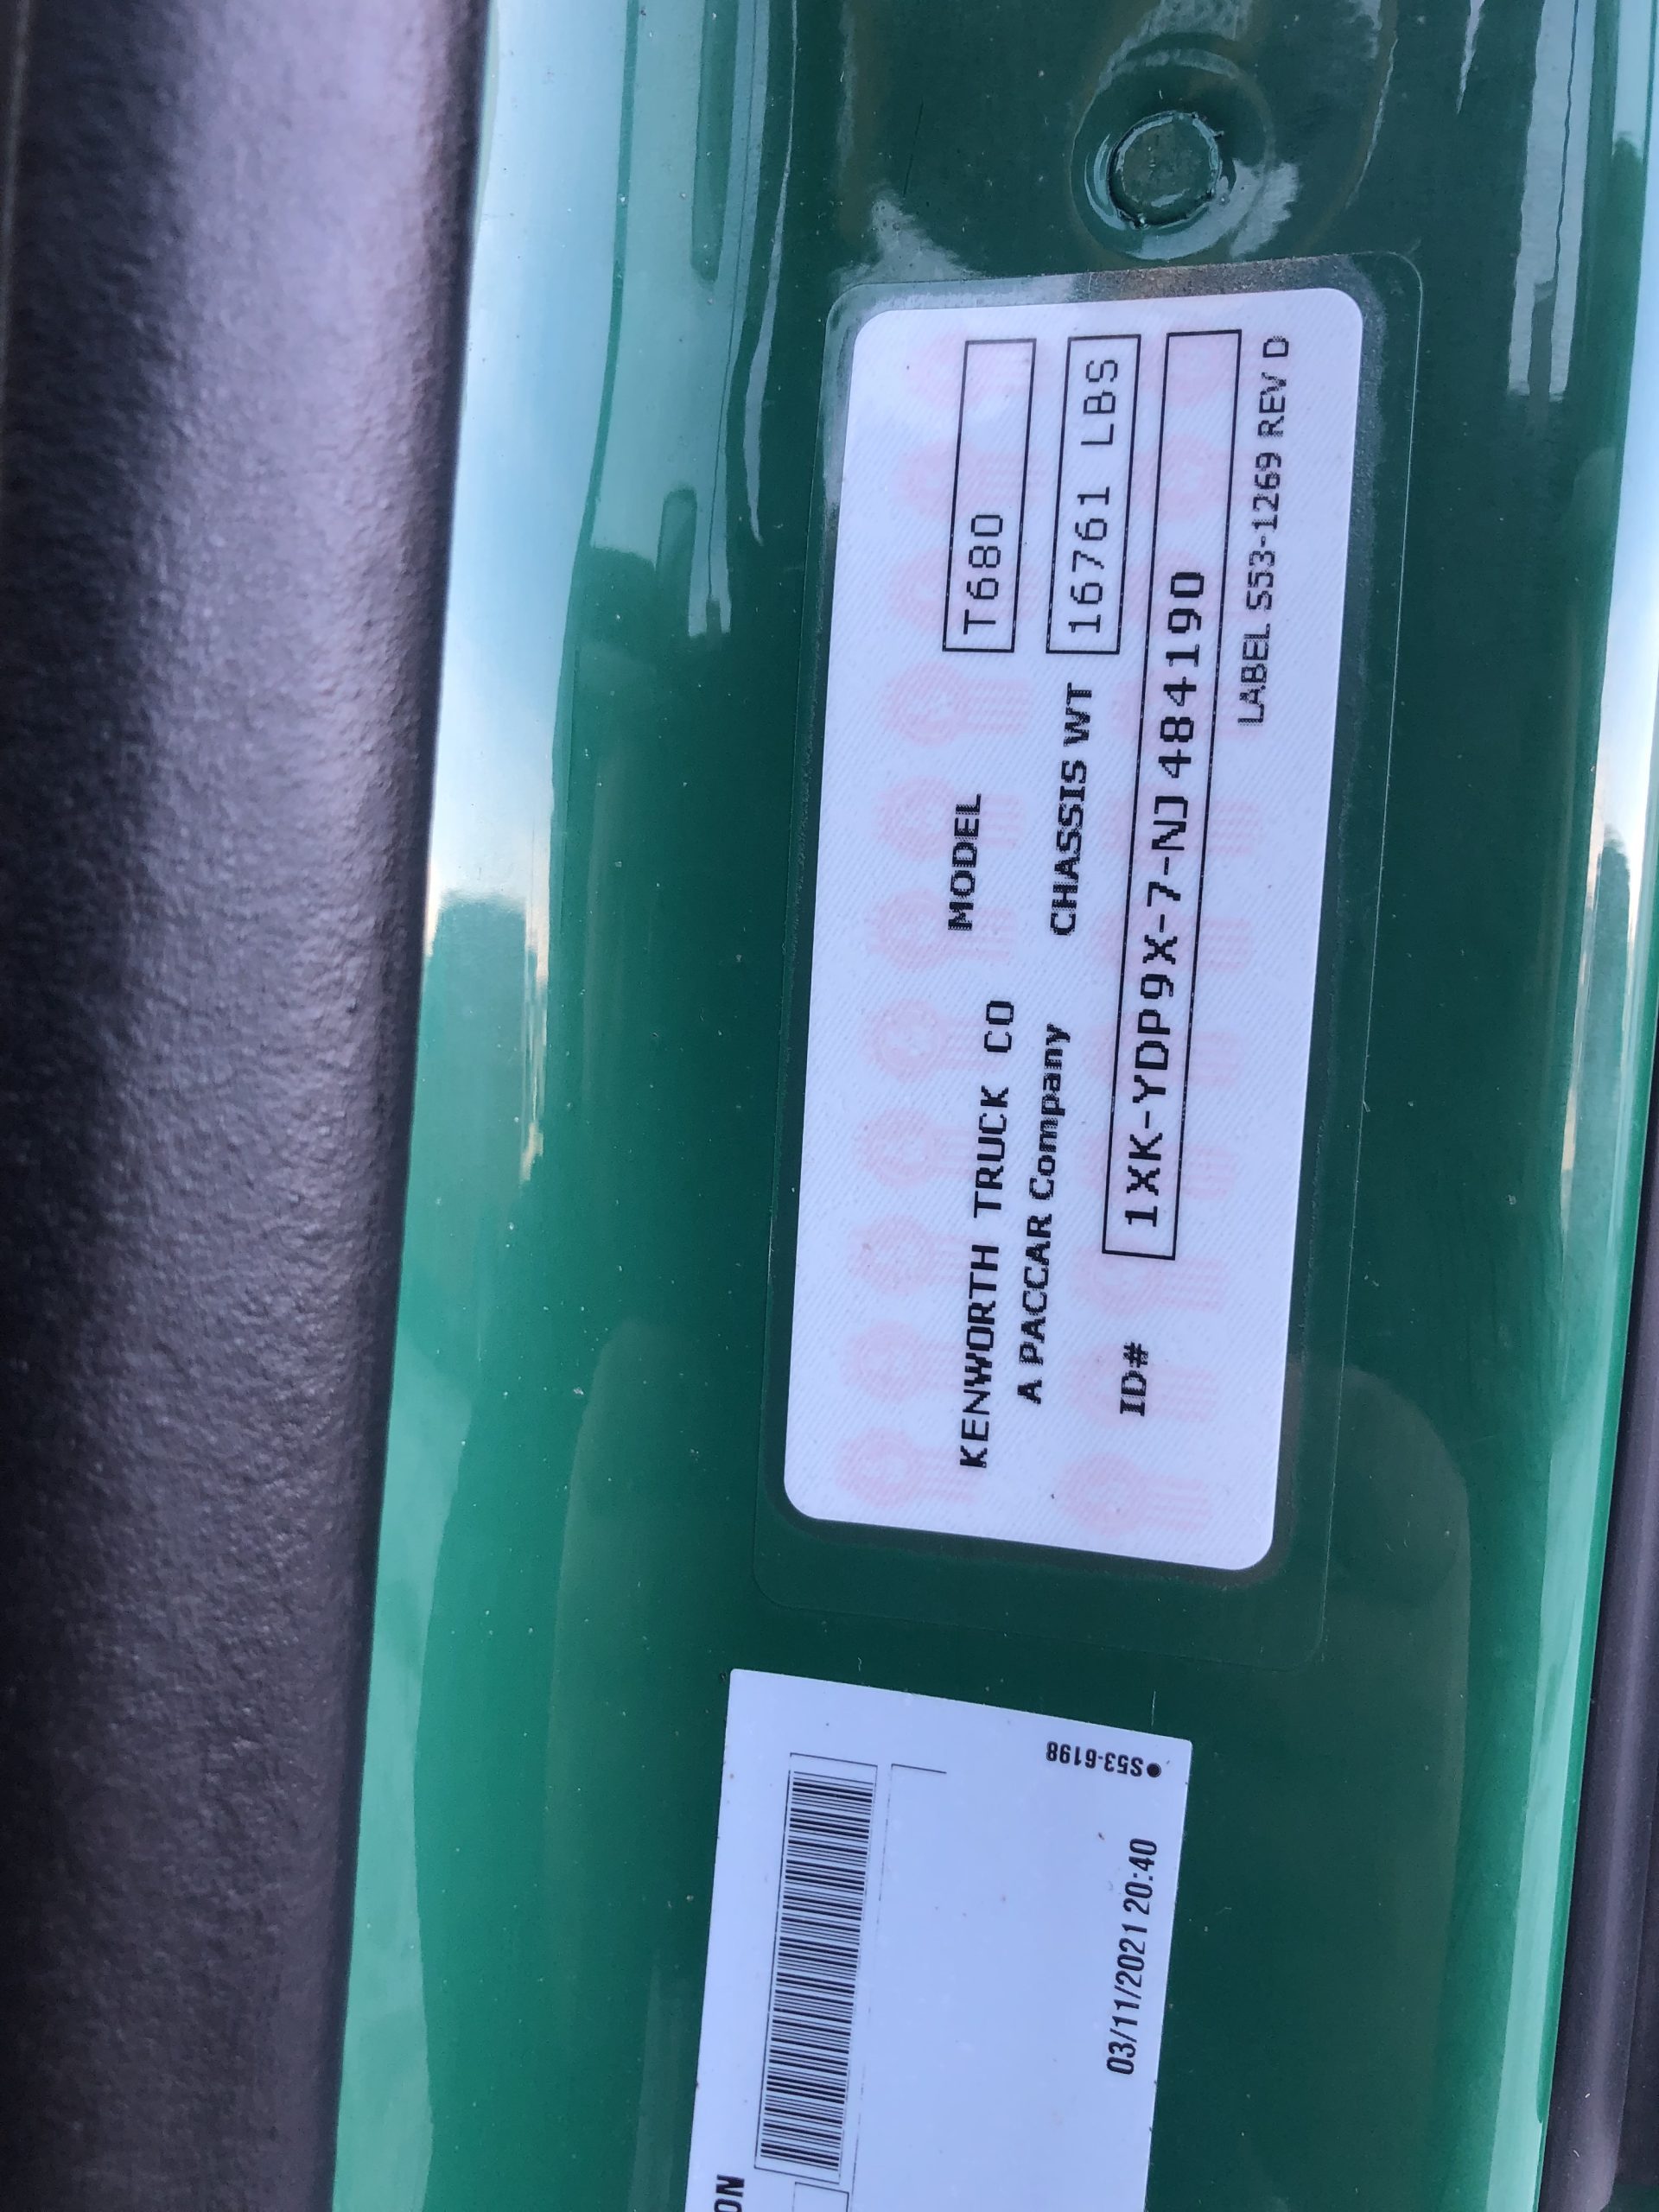 KENWORTH TRUCK CO MODEL T680
A PACCAR Company CHASSIS WT 16761 LBS
ID# 1XK-YDP9X-7-NJ484190
LABEL S53-1269 REV D
●S53-6198
03/11/2021 20:40
ON